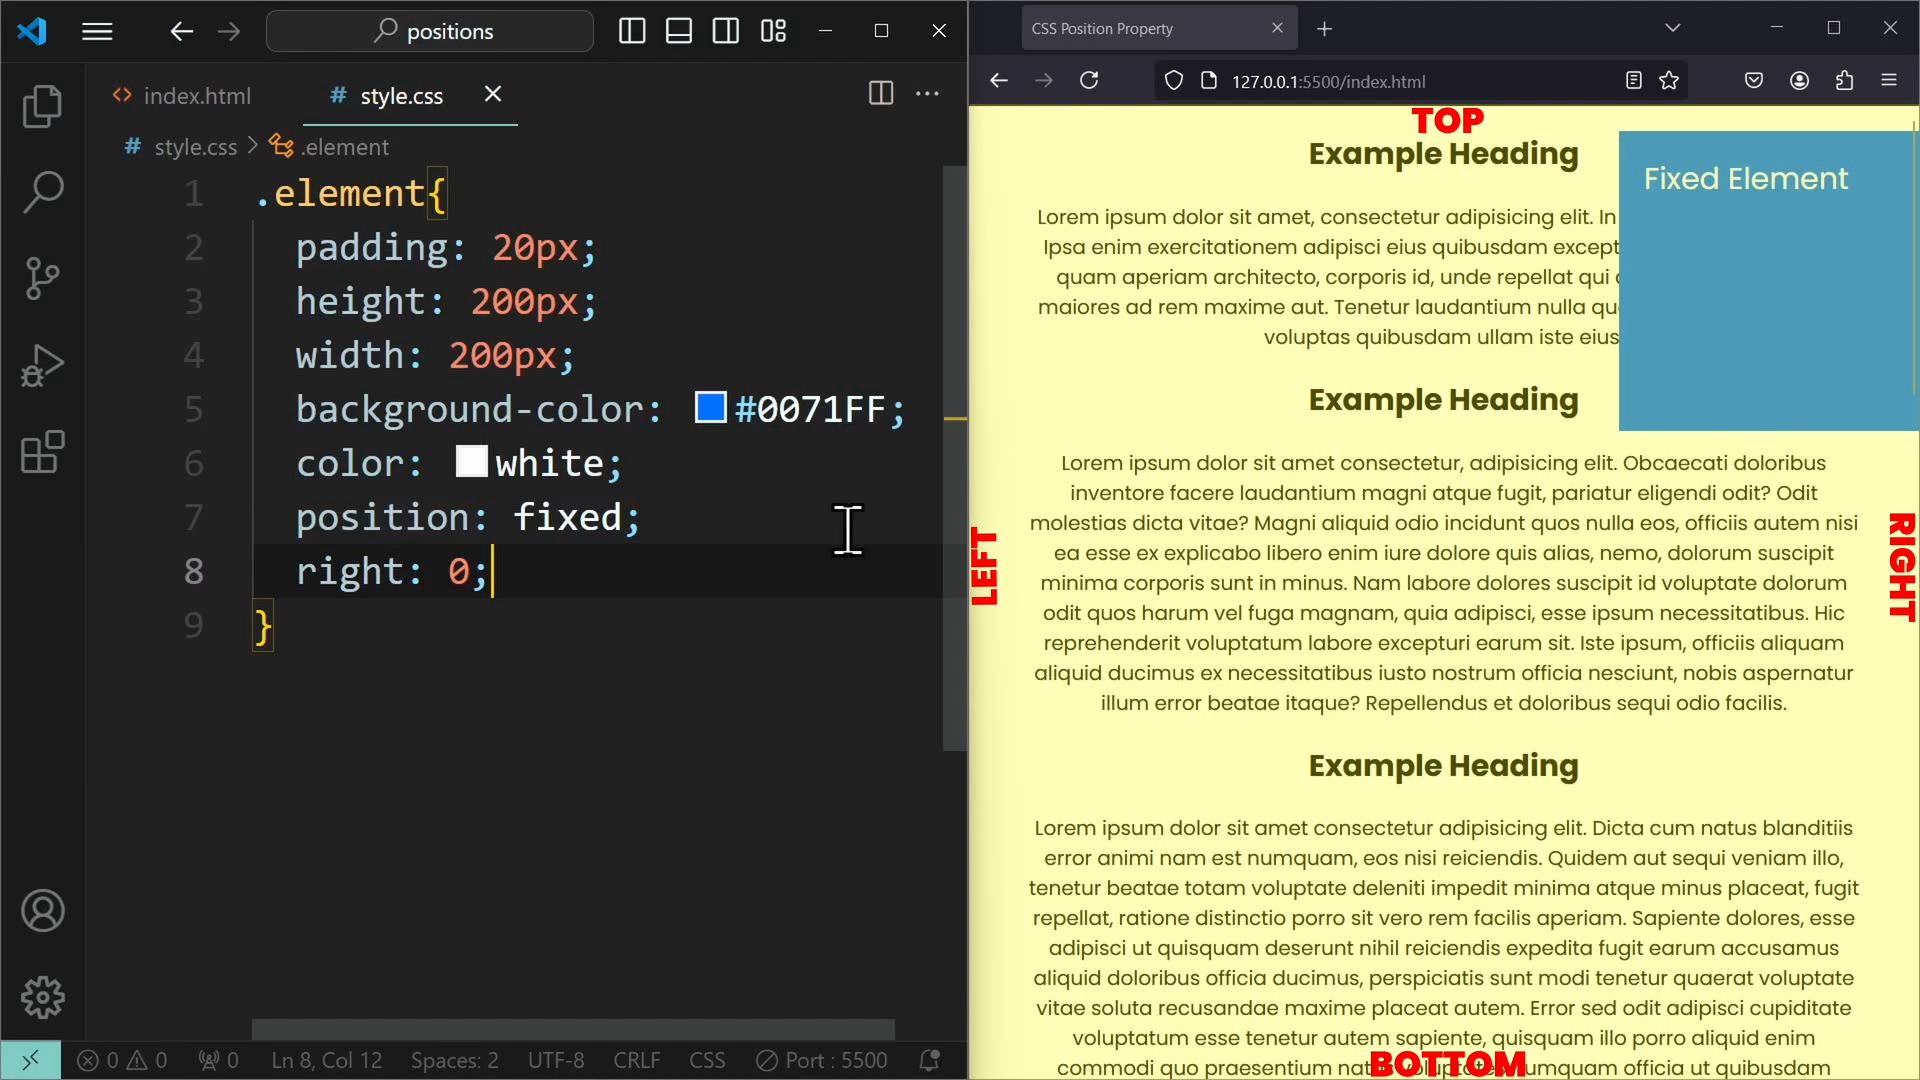 positions
index.html
style.css
style.css > .element
1 .element{
2 padding: 20px;
3 height: 200px;
4 width: 200px;
5 background-color: #0071FF;
6 color: white;
7 position: fixed;
8 right: 0;
9 }
0 0 0
Ln 8, Col 12
Spaces: 2
UTF-8
CRLF
CSS
Port : 5500
CSS Position Property
127.0.0.1:5500/index.html
TOP
Example Heading
Fixed Element
Lorem ipsum dolor sit amet, consectetur adipisicing elit. In
Ipsa enim exercitationem adipisci eius quibusdam except
quam aperiam architecto, corporis id, unde repellat qui
maiores ad rem maxime aut. Tenetur laudantium nulla qu
voluptas quibusdam ullam iste eius
Example Heading
Lorem ipsum dolor sit amet consectetur, adipisicing elit. Obcaecati doloribus
inventore facere laudantium magni atque fugit, pariatur eligendi odit? Odit
molestias dicta vitae? Magni aliquid odio incidunt quos nulla eos, officiis autem nisi
ea esse ex explicabo libero enim iure dolore quis alias, nemo, dolorum suscipit
minima corporis sunt in minus. Nam labore dolores suscipit id voluptate dolorum
odit quos harum vel fuga magnam, quia adipisci, esse ipsum necessitatibus. Hic
reprehenderit voluptatum labore excepturi earum sit. Iste ipsum, officiis aliquam
aliquid ducimus ex necessitatibus iusto nostrum officia nesciunt, nobis aspernatur
illum error beatae itaque? Repellendus et doloribus sequi odio facilis.
LEFT
RIGHT
Example Heading
Lorem ipsum dolor sit amet consectetur adipisicing elit. Dicta cum natus blanditiis
error animi nam est numquam, eos nisi reiciendis. Quidem aut sequi veniam illo,
tenetur beatae totam voluptate deleniti impedit minima atque minus placeat, fugit
repellat, ratione distinctio porro sit vero rem facilis aperiam. Sapiente dolores, esse
adipisci ut quisquam deserunt nihil reiciendis expedita fugit earum accusamus
aliquid doloribus officia ducimus, perspiciatis sunt modi tenetur quaerat voluptate
vitae soluta recusandae maxime placeat autem. Error sed odit adipisci cupiditate
voluptatum esse tenetur autem sapiente, quisquam illo porro aliquid enim
commodi quo praesentium umquam officia ut quibusdam
BOTTOM